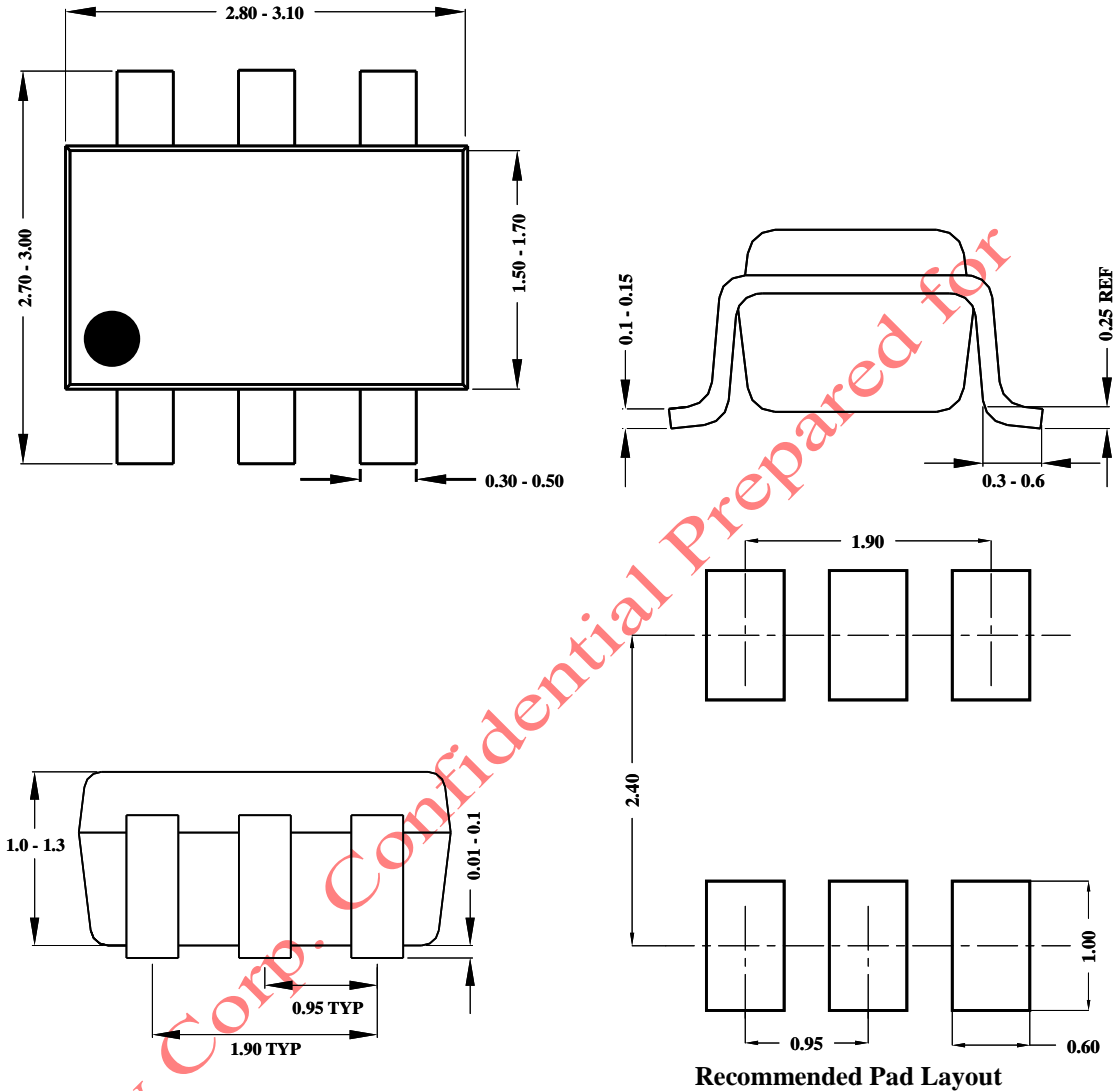 2.80 - 3.10
2.70 - 3.00
1.50 - 1.70
0.30 - 0.50
0.1 - 0.15
0.25 REF
0.3 - 0.6
1.0 - 1.3
0.01 - 0.1
0.95 TYP
1.90 TYP
1.90
2.40
1.00
0.95
0.60
Recommended Pad Layout
Corp. Confidential Prepared for